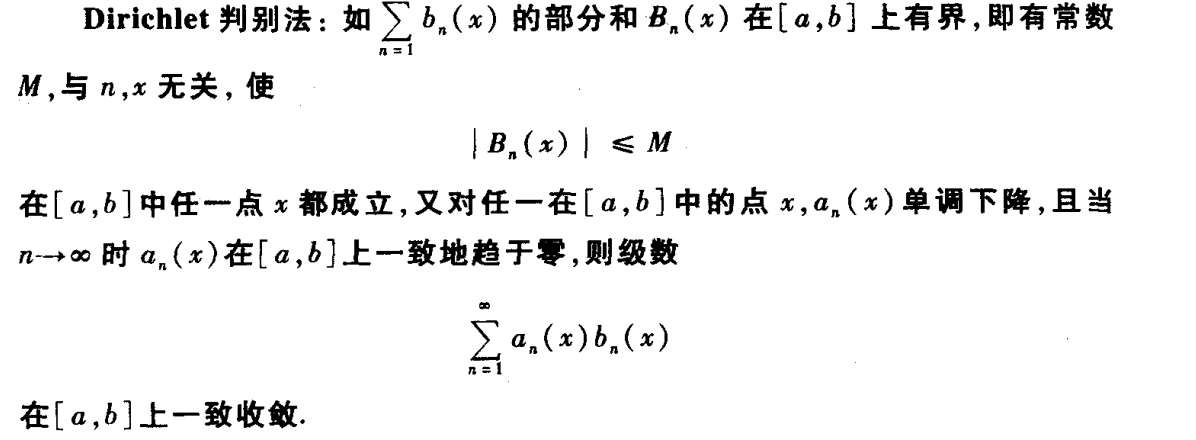 Dirichlet 判别法：如 $\sum_{n=1} b_n(x)$ 的部分和 $B_n(x)$ 在[a,b] 上有界,即有常数
M,与 n,x 无关，使
$|B_n(x)| \leqslant M$
在[a,b]中任一点 x 都成立,又对任一在[a,b]中的点 x,$a_n(x)$单调下降,且当
n→∞ 时 $a_n(x)$在[a,b]上一致地趋于零,则级数
$\sum_{n=1}^{\infty} a_n(x)b_n(x)$
在[a,b]上一致收敛.